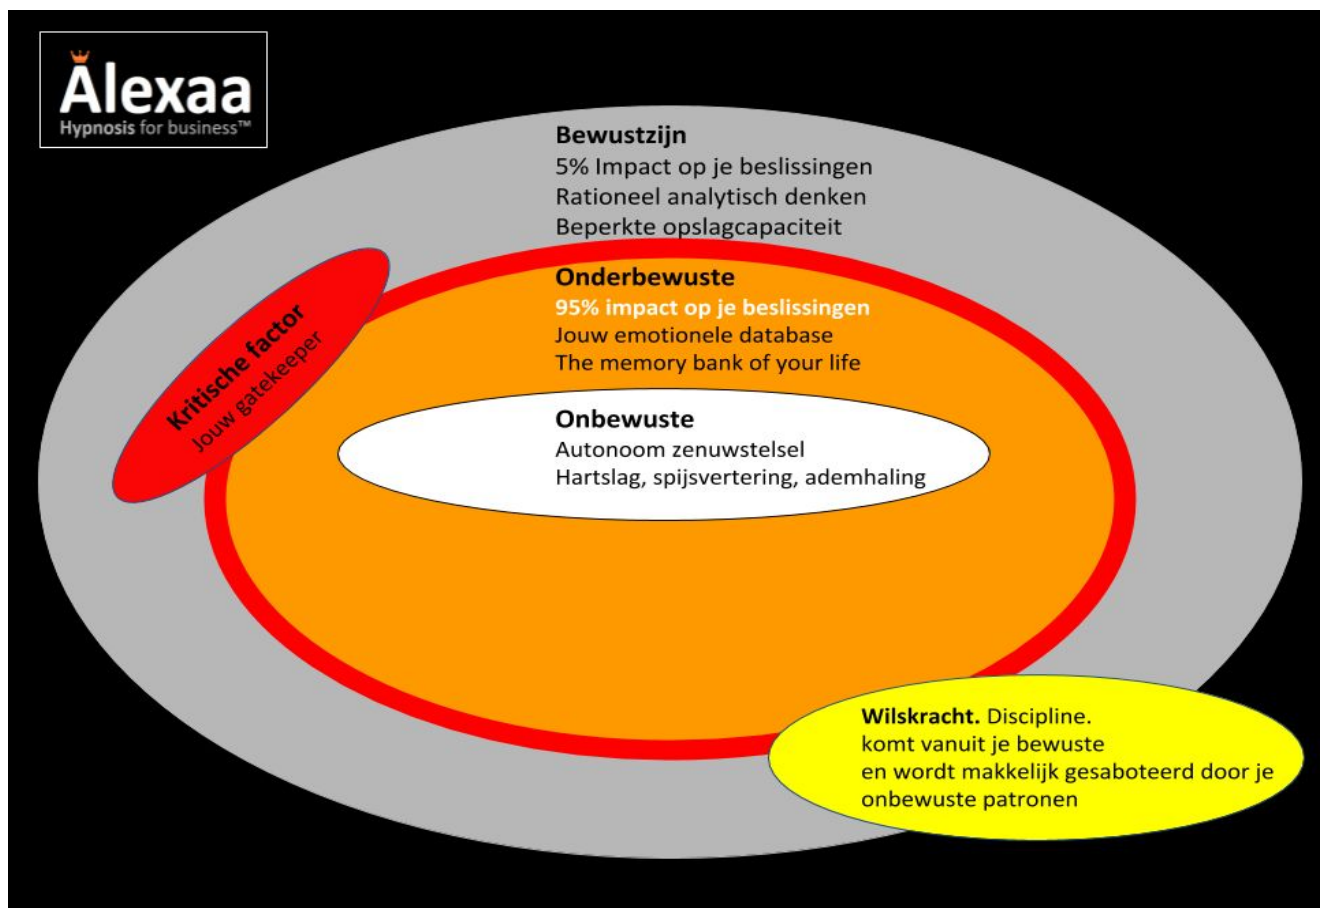 Alexaa
Hypnosis for business™
Bewustzijn
5% Impact op je beslissingen
Rationeel analytisch denken
Beperkte opslagcapaciteit
Onderbewuste
95% impact op je beslissingen
Jouw emotionele database
The memory bank of your life
Kritische factor
Jouw gatekeeper
Onbewuste
Autonoom zenuwstelsel
Hartslag, spijsvertering, ademhaling
Wilskracht. Discipline.
komt vanuit je bewuste
en wordt makkelijk gesaboteerd door je
onbewuste patronen